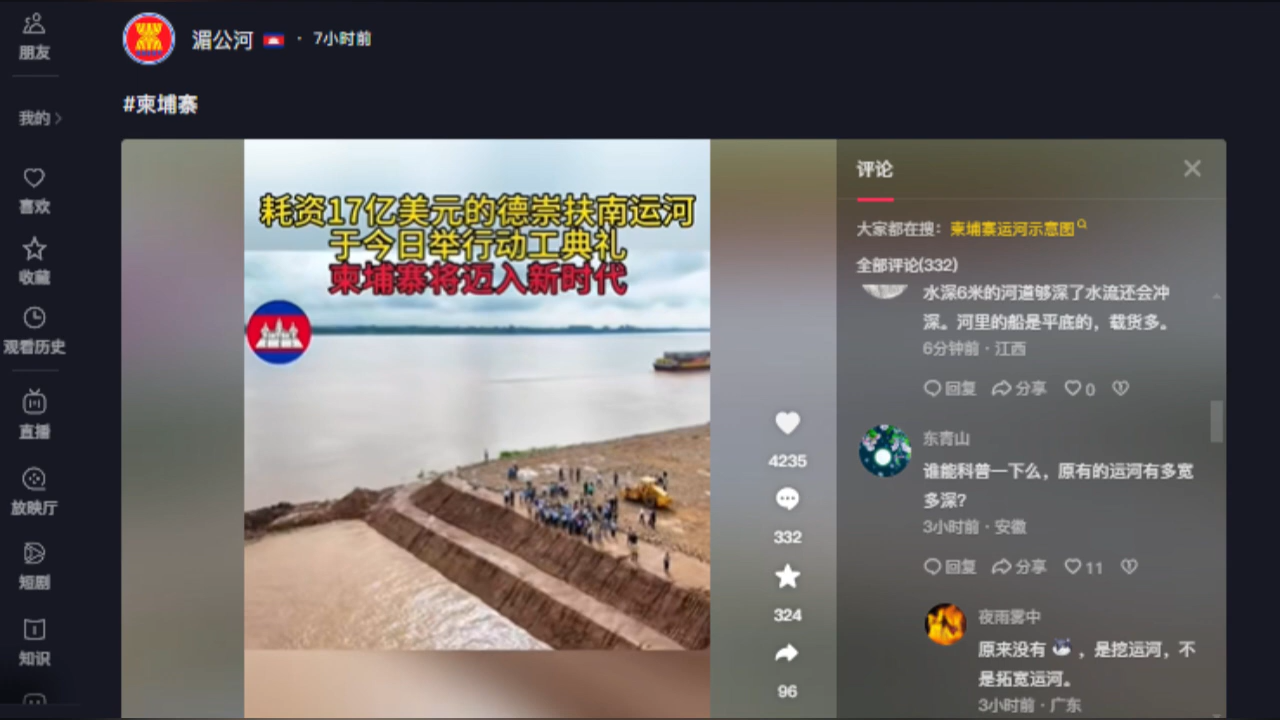 朋友
我的
喜欢
收藏
观看历史
直播
放映厅
短剧
知识
湄公河 · 7小时前
#柬埔寨
耗资17亿美元的德崇扶南运河
于今日举行动工典礼
柬埔寨将迈入新时代
4235
332
324
96
评论
大家都在搜：柬埔寨运河示意图
全部评论(332)
水深6米的河道够深了水流还会冲
深。河里的船是平底的，载货多。
6分钟前 · 江西
回复 分享 0
东青山
谁能科普一下么，原有的运河有多宽
多深？
3小时前 · 安徽
回复 分享 11
夜雨雾中
原来没有，是挖运河，不
是拓宽运河。
3小时前 · 广东